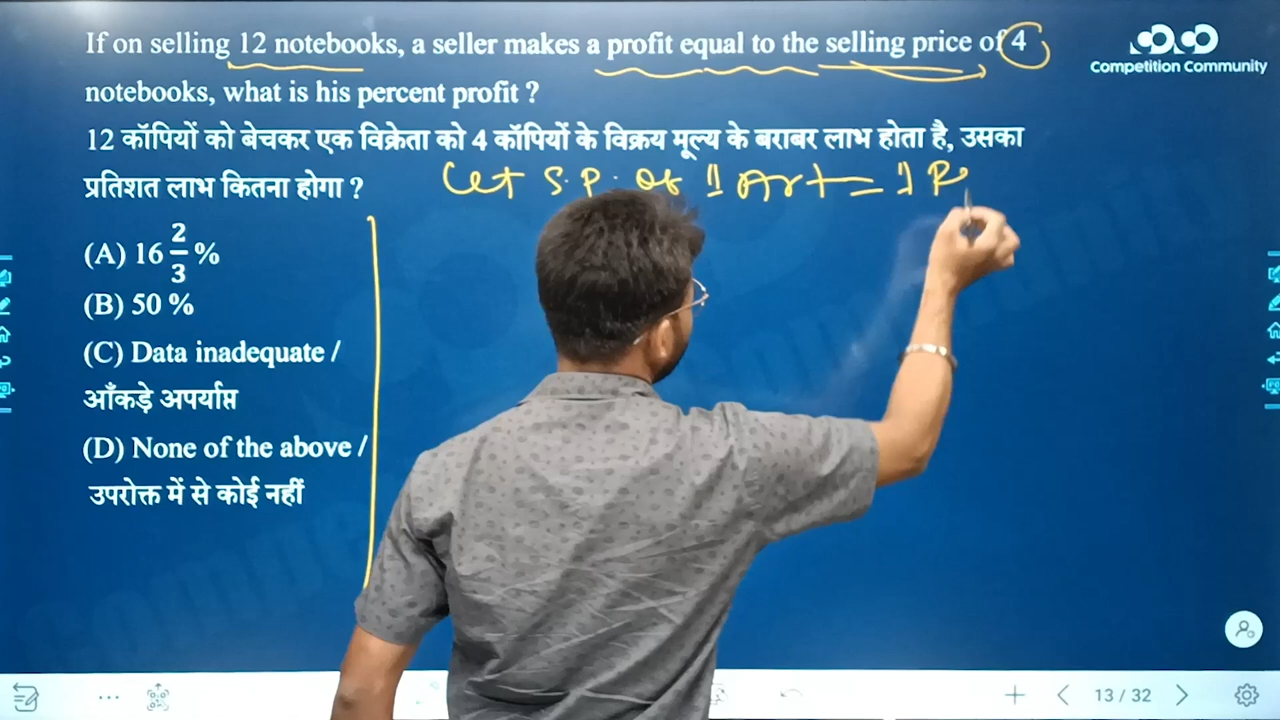 If on selling 12 notebooks, a seller makes a profit equal to the selling price of 4
notebooks, what is his percent profit ?
12 कॉपियों को बेचकर एक विक्रेता को 4 कॉपियों के विक्रय मूल्य के बराबर लाभ होता है, उसका
प्रतिशत लाभ कितना होगा ?
Let S.P. of 1 Art = 1 Rs
(A) 16 2/3 %
(B) 50 %
(C) Data inadequate /
आँकड़े अपर्याप्त
(D) None of the above /
उपरोक्त में से कोई नहीं
Competition Community
13 / 32